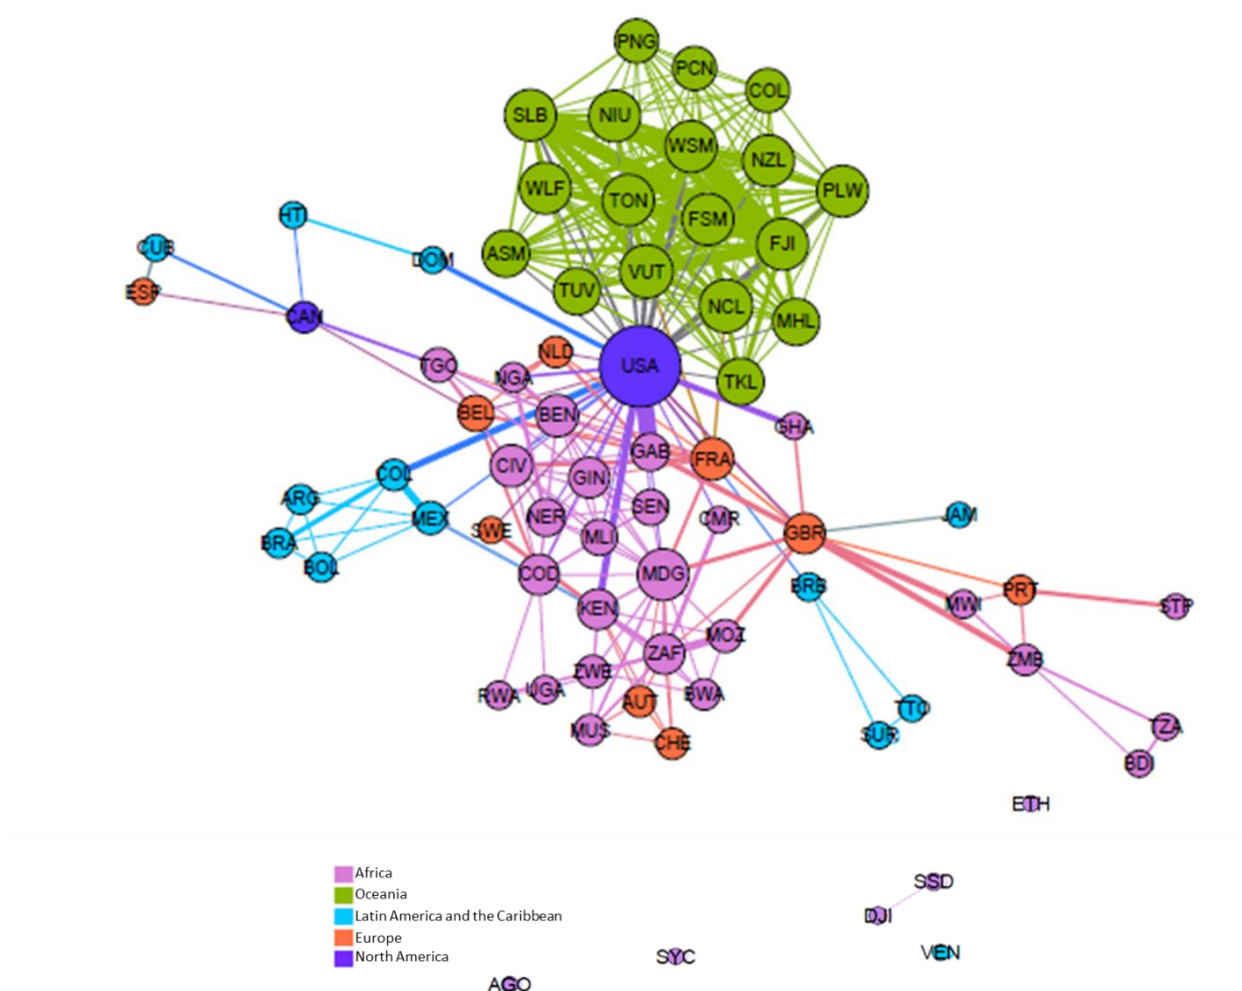 PNG
PCN
COL
SLB
NIU
WSM
NZL
WLF
TON
PLW
FSM
HTI
CUB
DOM
ASM
VUT
FJI
ESP
TUV
NCL
MHL
CAN
USA
TGO
NGA
NLD
TKL
BEL
BEN
GHA
COL
CIV
GIN
GAB
FRA
ARG
MEX
SWE
NER
SEN
CMR
GBR
JAM
BRA
BOL
MLI
COD
MDG
BRB
KEN
MWI
PRT
STP
ZAF
MOZ
ZMB
RWA
UGA
ZWE
AUT
BWA
TTO
MUS
CHE
SUR
TZA
BDI
ETH
Africa
Oceania
Latin America and the Caribbean
Europe
North America
SSD
DJI
SYC
VEN
AGO